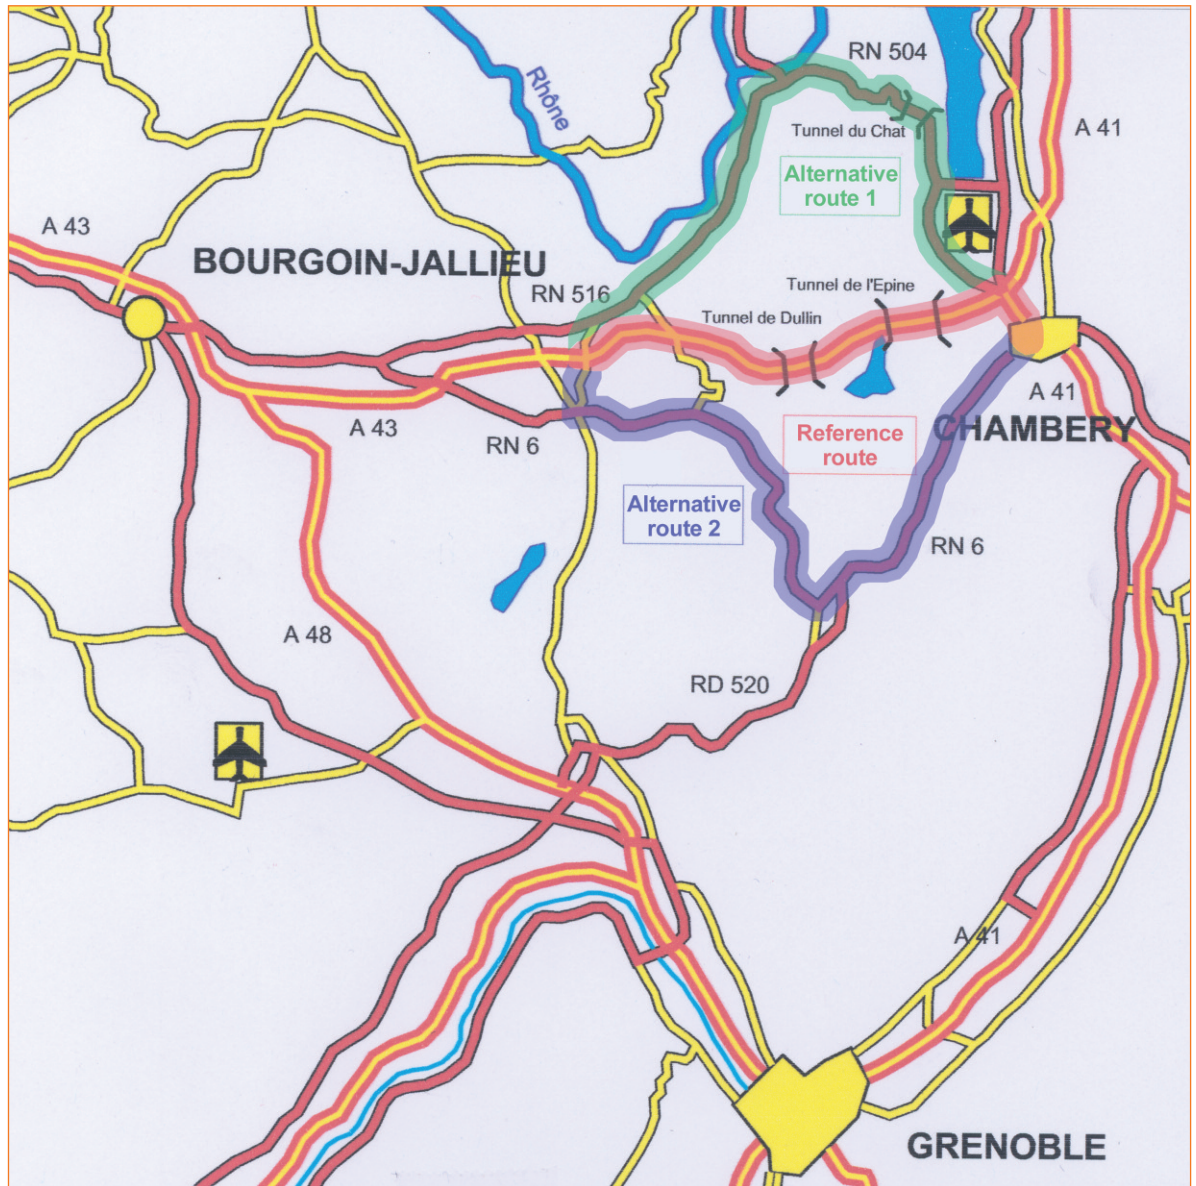 RN 504
Rhône
Tunnel du Chat
A 41
Alternative
route 1
A 43
BOURGOIN-JALLIEU
RN 516
Tunnel de l'Epine
Tunnel de Dullin
A 41
A 43
CHAMBERY
RN 6
Reference
route
Alternative
route 2
RN 6
A 48
RD 520
A 41
GRENOBLE